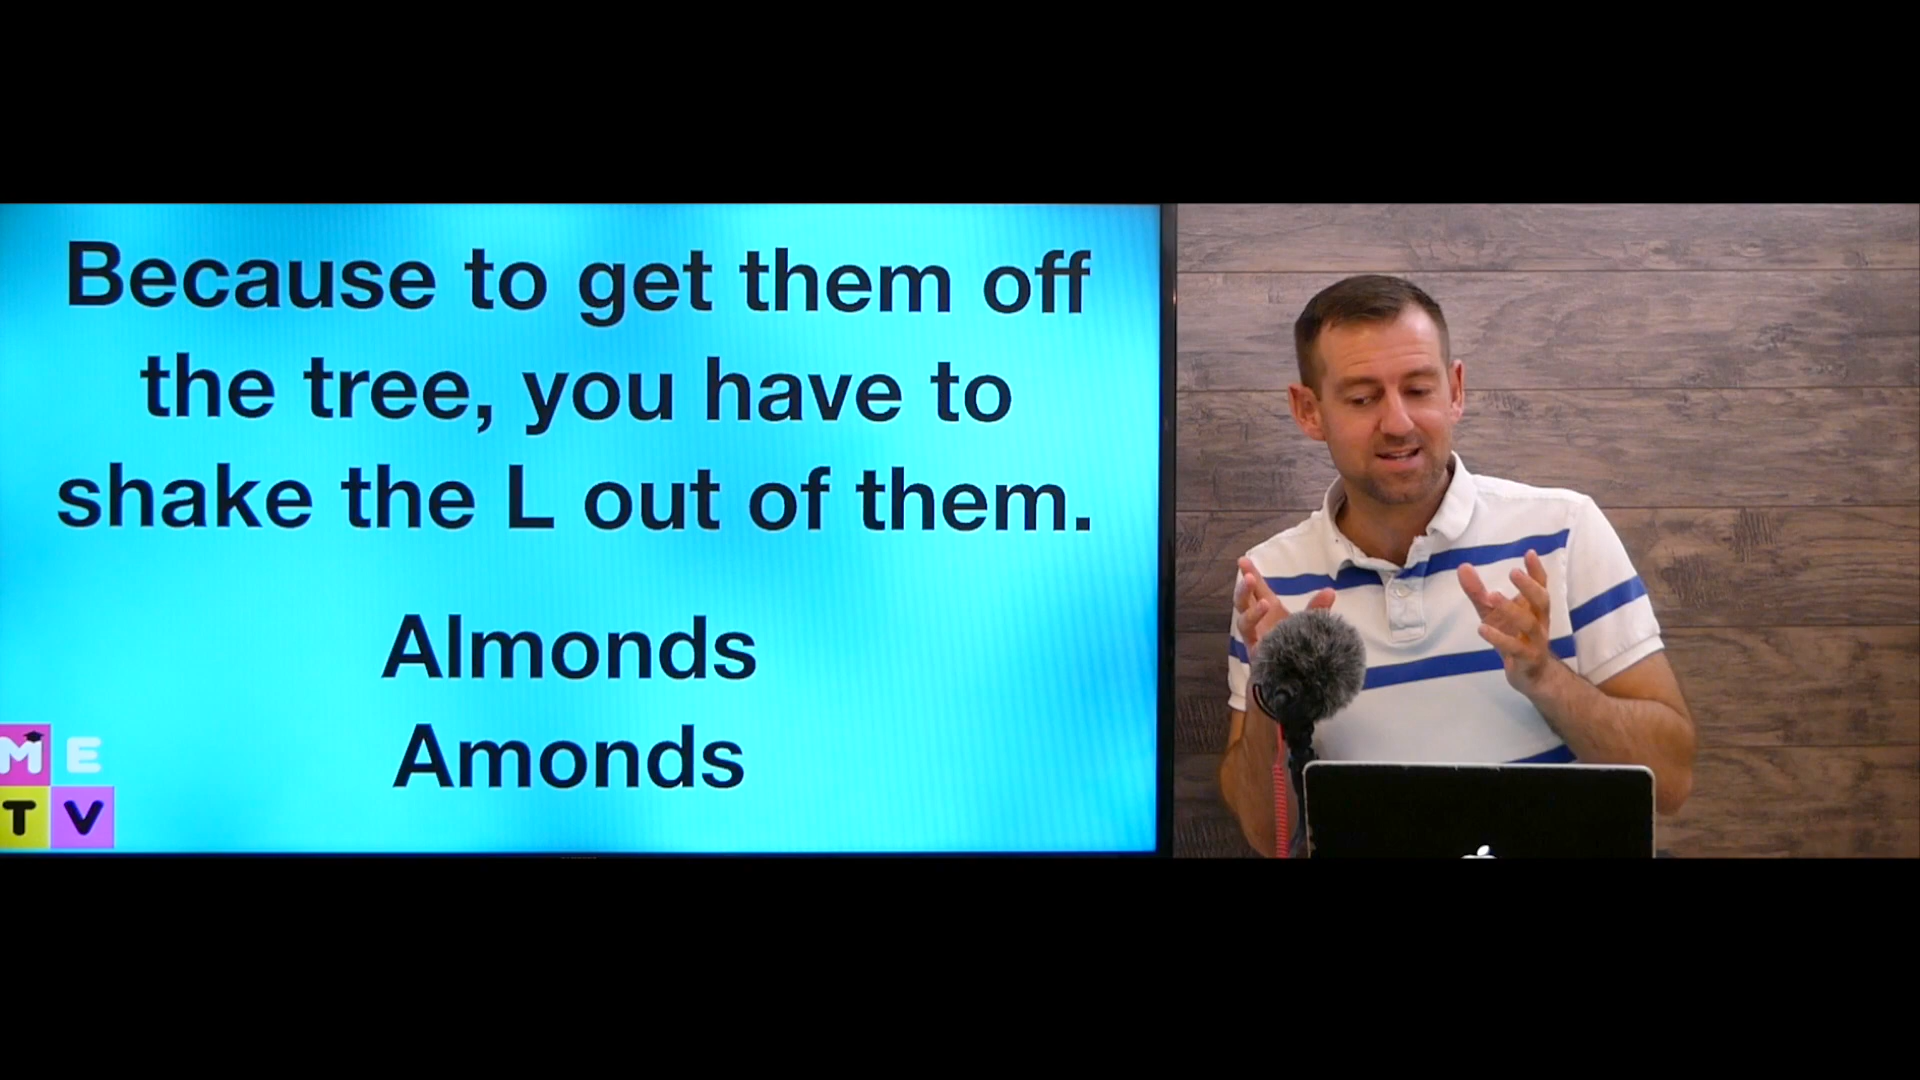 Because to get them off
the tree, you have to
shake the L out of them.
Almonds
Amonds
M E
T V